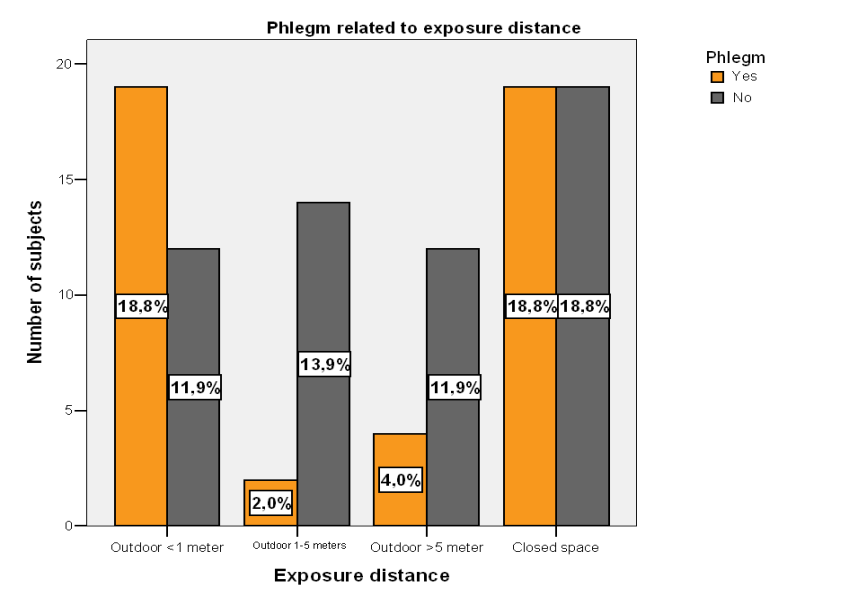 Phlegm related to exposure distance
Phlegm
Yes
No
Number of subjects
20
15
10
5
0
18,8%
11,9%
2,0%
13,9%
4,0%
11,9%
18,8%
18,8%
Outdoor <1 meter
Outdoor 1-5 meters
Outdoor >5 meter
Closed space
Exposure distance